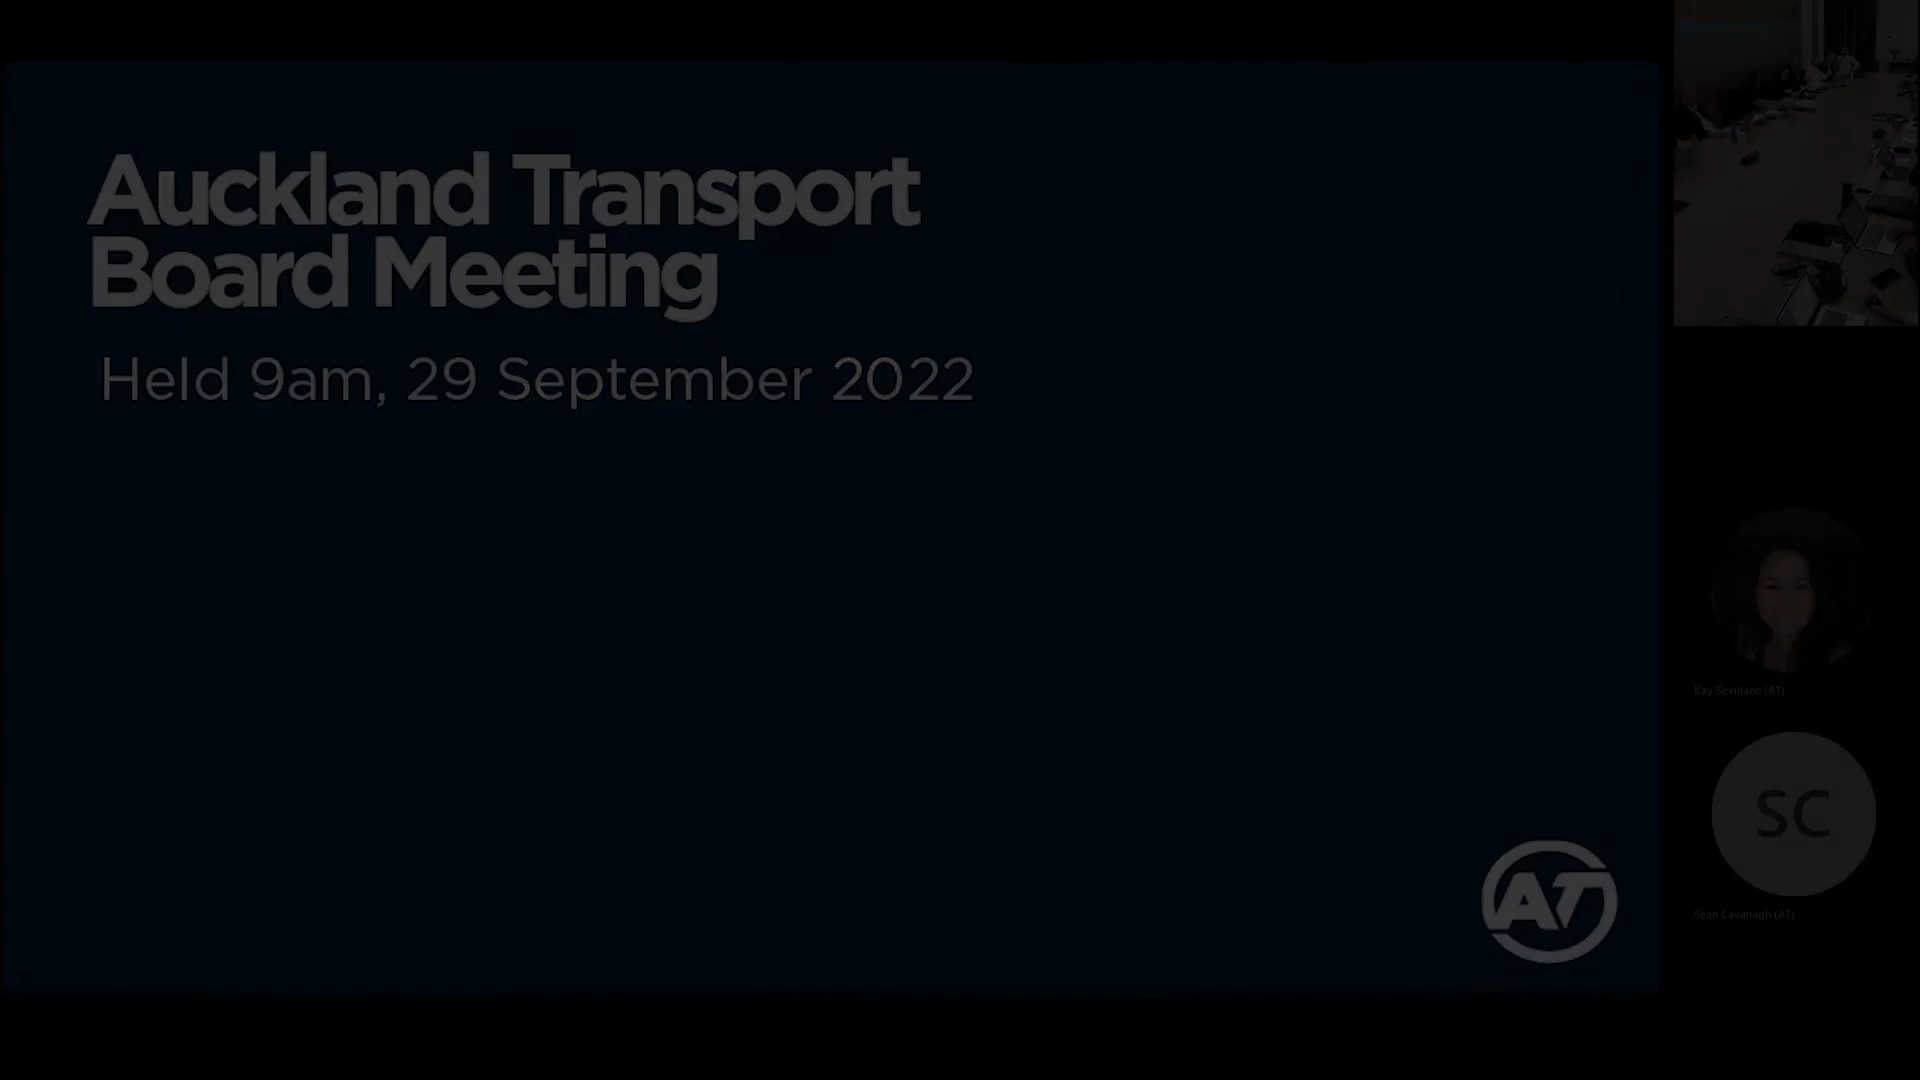 Auckland Transport
Board Meeting
Held 9am, 29 September 2022
Kay Sevillano (AT)
SC
Sean Cavanagh (AT)
AT